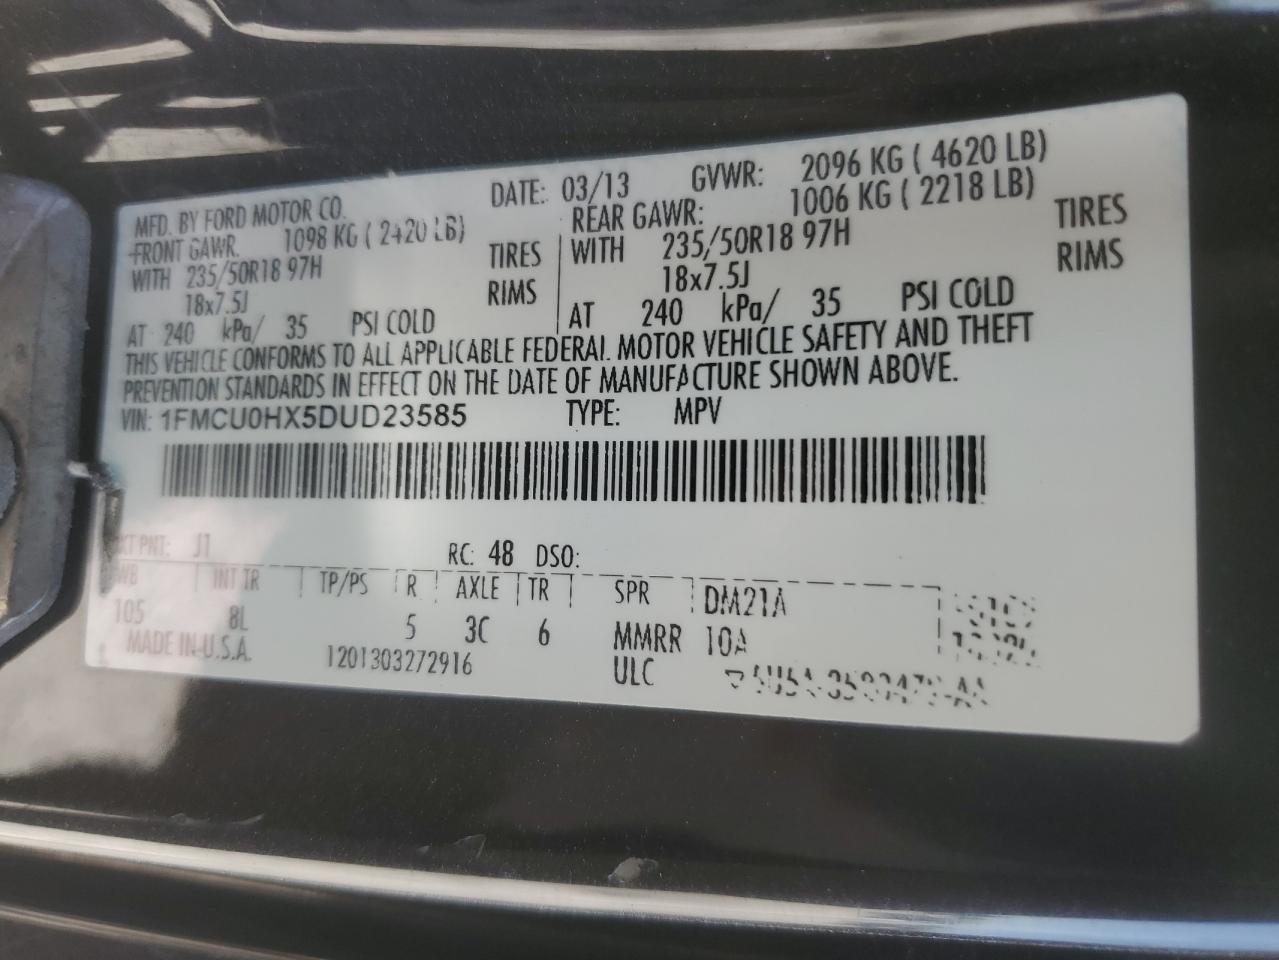 MFD. BY FORD MOTOR CO. DATE: 03/13 GVWR: 2096 KG ( 4620 LB)
FRONT GAWR. 1098 KG ( 2420 LB) REAR GAWR: 1006 KG ( 2218 LB)
WITH 235/50R18 97H TIRES WITH 235/50R18 97H TIRES
18x7.5J RIMS 18x7.5J RIMS
AT 240 kPa/ 35 PSI COLD AT 240 kPa/ 35 PSI COLD
THIS VEHICLE CONFORMS TO ALL APPLICABLE FEDERAL MOTOR VEHICLE SAFETY AND THEFT
PREVENTION STANDARDS IN EFFECT ON THE DATE OF MANUFACTURE SHOWN ABOVE.
VIN: 1FMCU0HX5DUD23585 TYPE: MPV
PNT: J1 RC: 48 DSO:
WB INT TR TP/PS R AXLE TR SPR DM21A
105 8L 5 3C 6 MMRR 10A
MADE IN U.S.A. 1201303272916 ULC